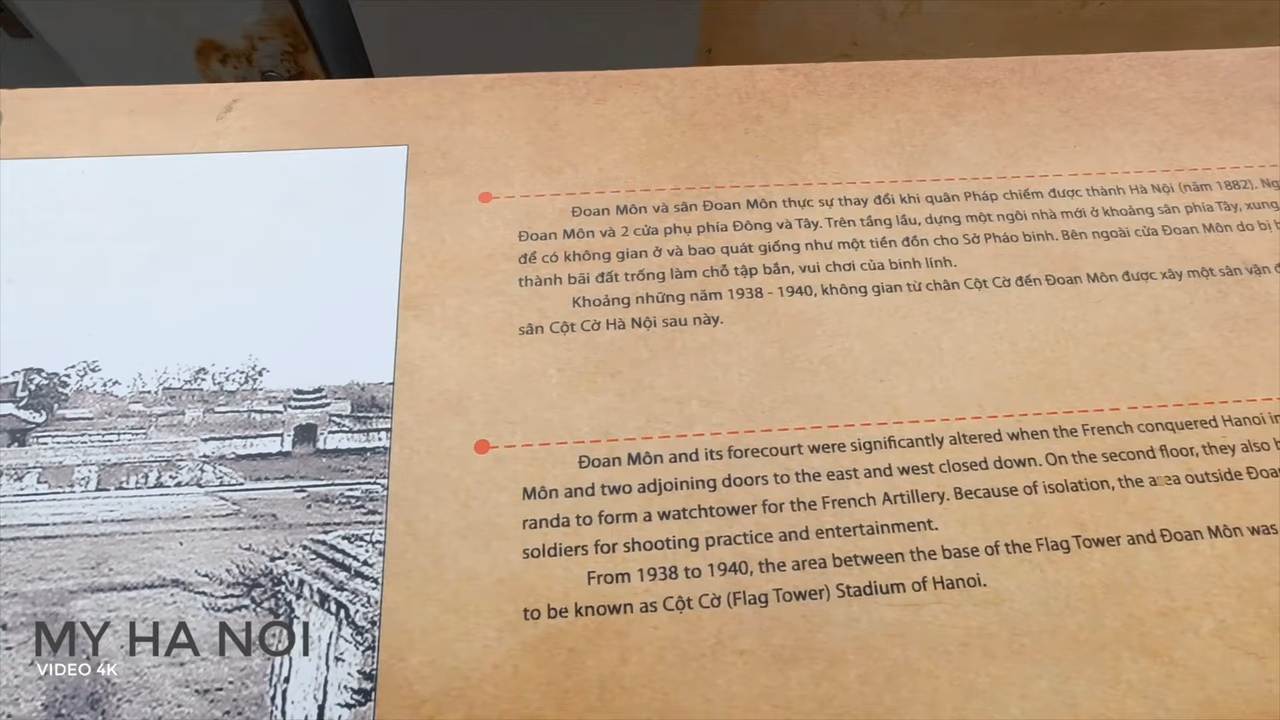 Đoan Môn và sân Đoan Môn thực sự thay đổi khi quân Pháp chiếm được thành Hà Nội (năm 1882).
Đoan Môn và 2 cửa phụ phía Đông và Tây. Trên tầng lầu, dựng một ngôi nhà mới ở khoảng sân phía Tây, xung
để có không gian ở và bao quát giống như một tiền đồn cho Sở Pháo binh. Bên ngoài cửa Đoan Môn do bị
thành bãi đất trống làm chỗ tập bắn, vui chơi của binh lính.
Khoảng những năm 1938 - 1940, không gian từ chân Cột Cờ đến Đoan Môn được xây một sân vận
sân Cột Cờ Hà Nội sau này.
Đoan Môn and its forecourt were significantly altered when the French conquered Hanoi in
Môn and two adjoining doors to the east and west closed down. On the second floor, they also
randa to form a watchtower for the French Artillery. Because of isolation, the area outside Đoa
soldiers for shooting practice and entertainment.
From 1938 to 1940, the area between the base of the Flag Tower and Đoan Môn was
to be known as Cột Cờ (Flag Tower) Stadium of Hanoi.
MY HA NOI
VIDEO 4K